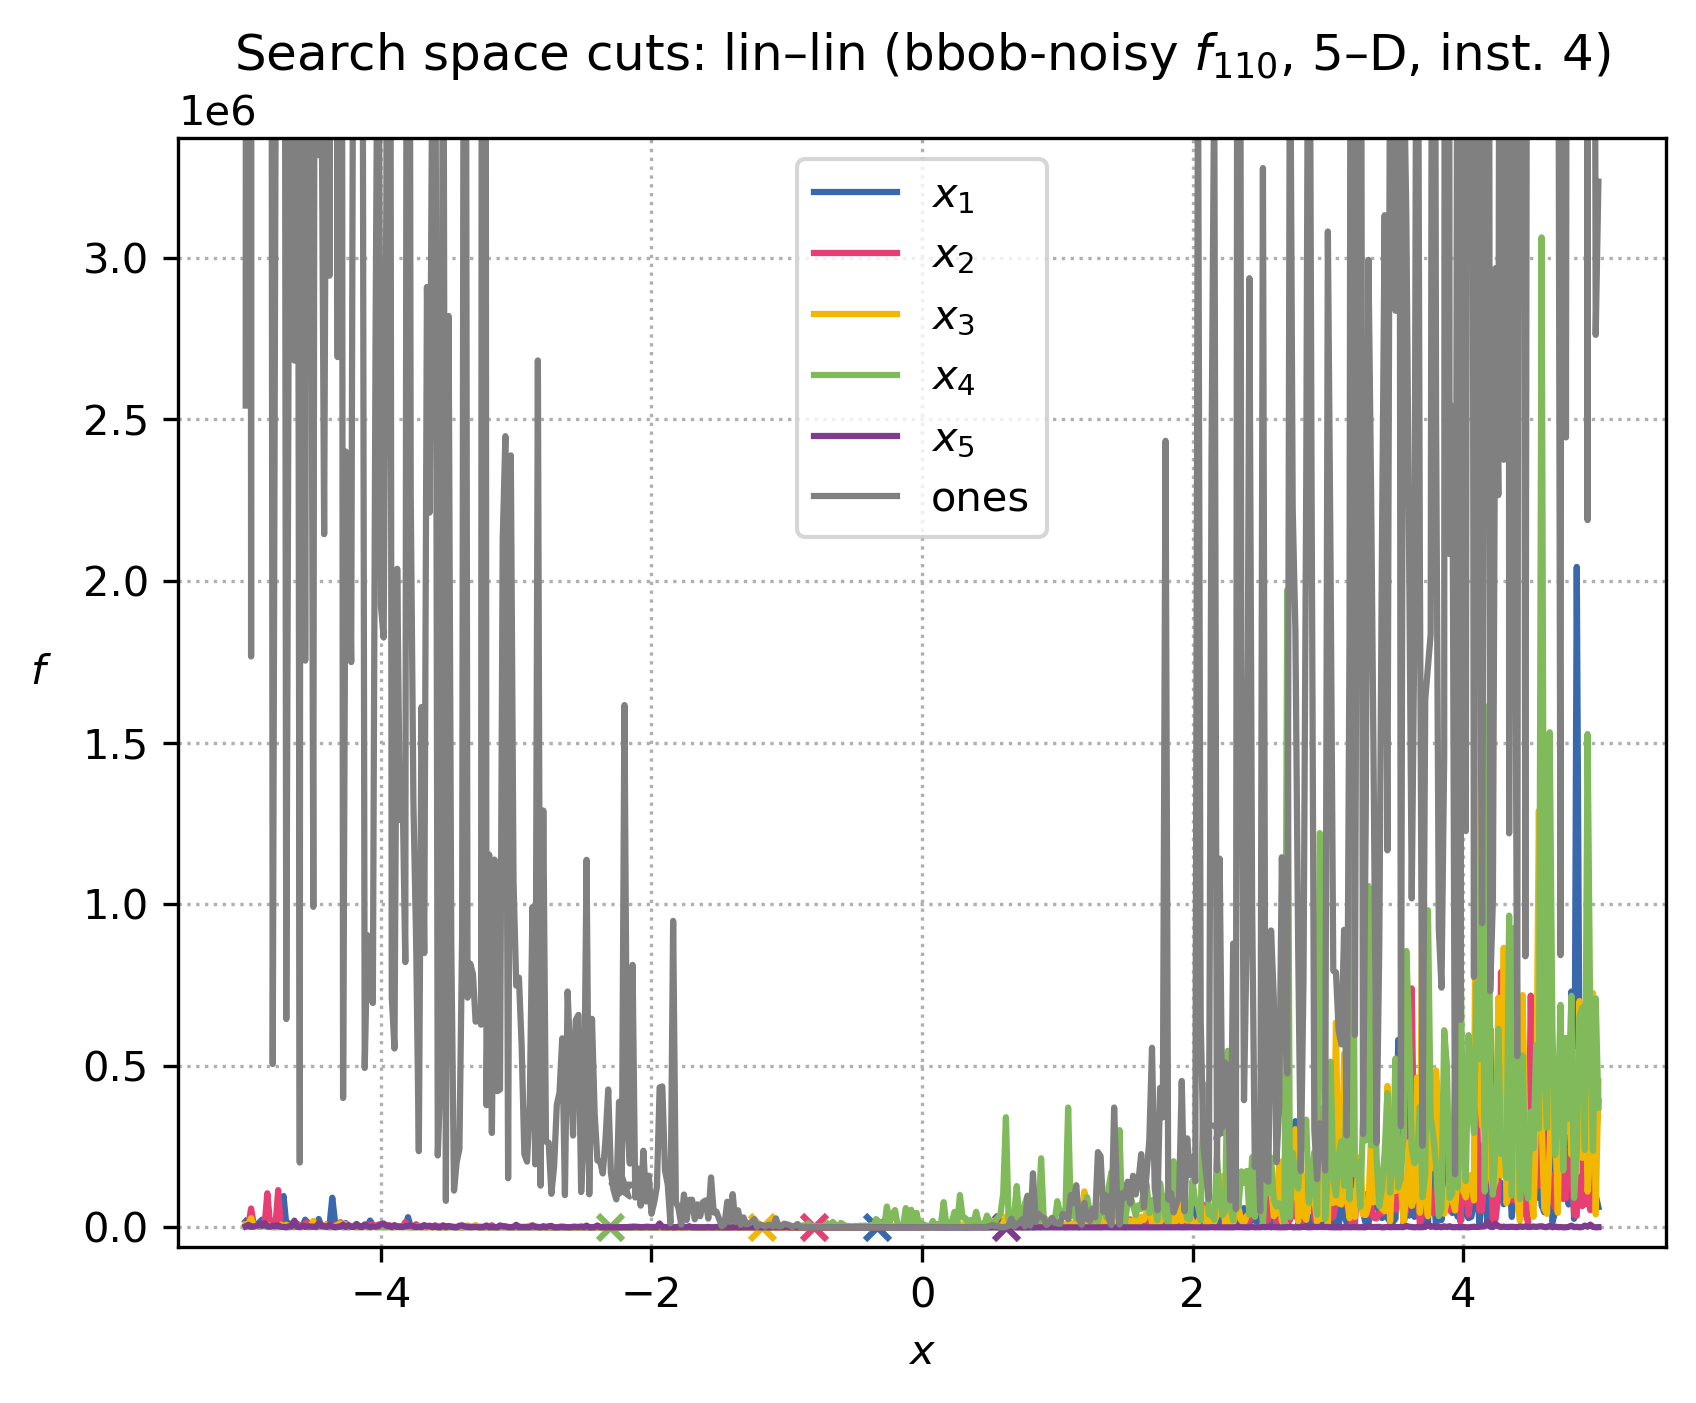 Search space cuts: lin–lin (bbob-noisy f₁₁₀, 5–D, inst. 4)
1e6
x₁
x₂
x₃
x₄
x₅
ones
3.0
2.5
2.0
1.5
1.0
0.5
0.0
f
−4
−2
0
2
4
x